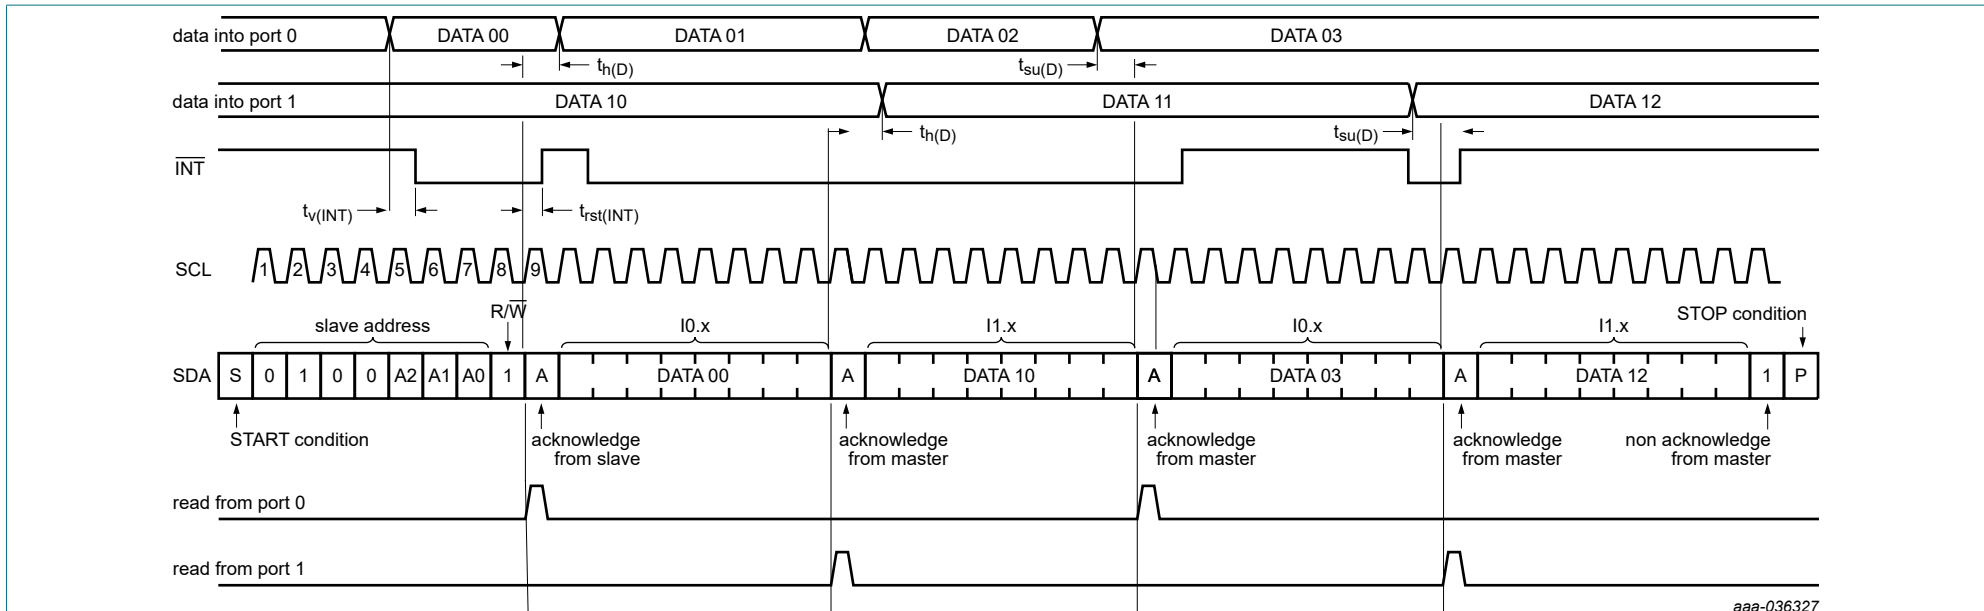 data into port 0 DATA 00 DATA 01 DATA 02 DATA 03
th(D) tsu(D)
data into port 1 DATA 10 DATA 11 DATA 12
th(D) tsu(D)
INT
tv(INT) trst(INT)
SCL 1 2 3 4 5 6 7 8 9
R/W
slave address I0.x I1.x I0.x I1.x STOP condition
SDA S 0 1 0 0 A2 A1 A0 1 A DATA 00 A DATA 10 A DATA 03 A DATA 12 1 P
START condition acknowledge acknowledge acknowledge acknowledge non acknowledge
from slave from master from master from master from master
read from port 0
read from port 1
aaa-036327